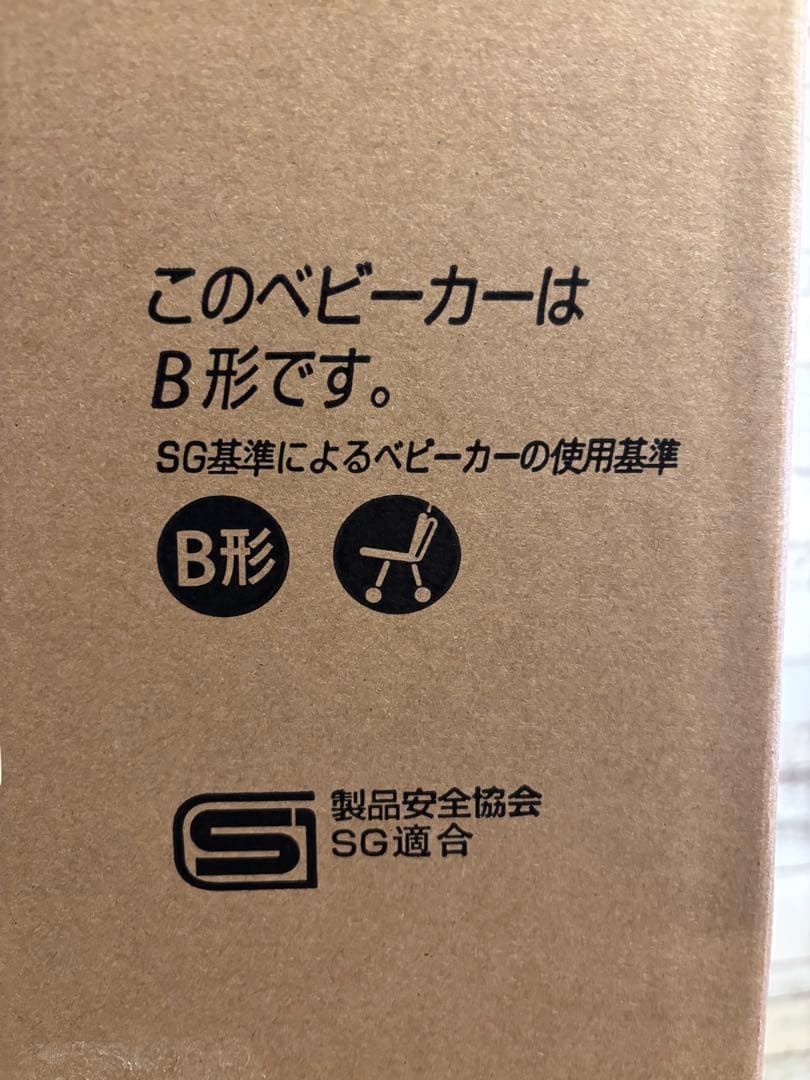 このベビーカーは
B形です。
SG基準によるベビーカーの使用基準
B形
製品安全協会
SG適合